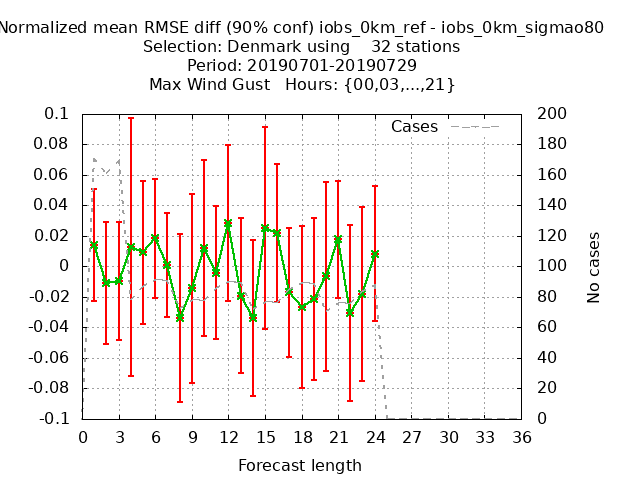 Normalized mean RMSE diff (90% conf) iobs_0km_ref - iobs_0km_sigmao80
Selection: Denmark using 32 stations
Period: 20190701-20190729
Max Wind Gust Hours: {00,03,...,21}
Cases
0.1
0.08
0.06
0.04
0.02
0
-0.02
-0.04
-0.06
-0.08
-0.1
200
180
160
140
120
100
80
60
40
20
0
No cases
0 3 6 9 12 15 18 21 24 27 30 33 36
Forecast length